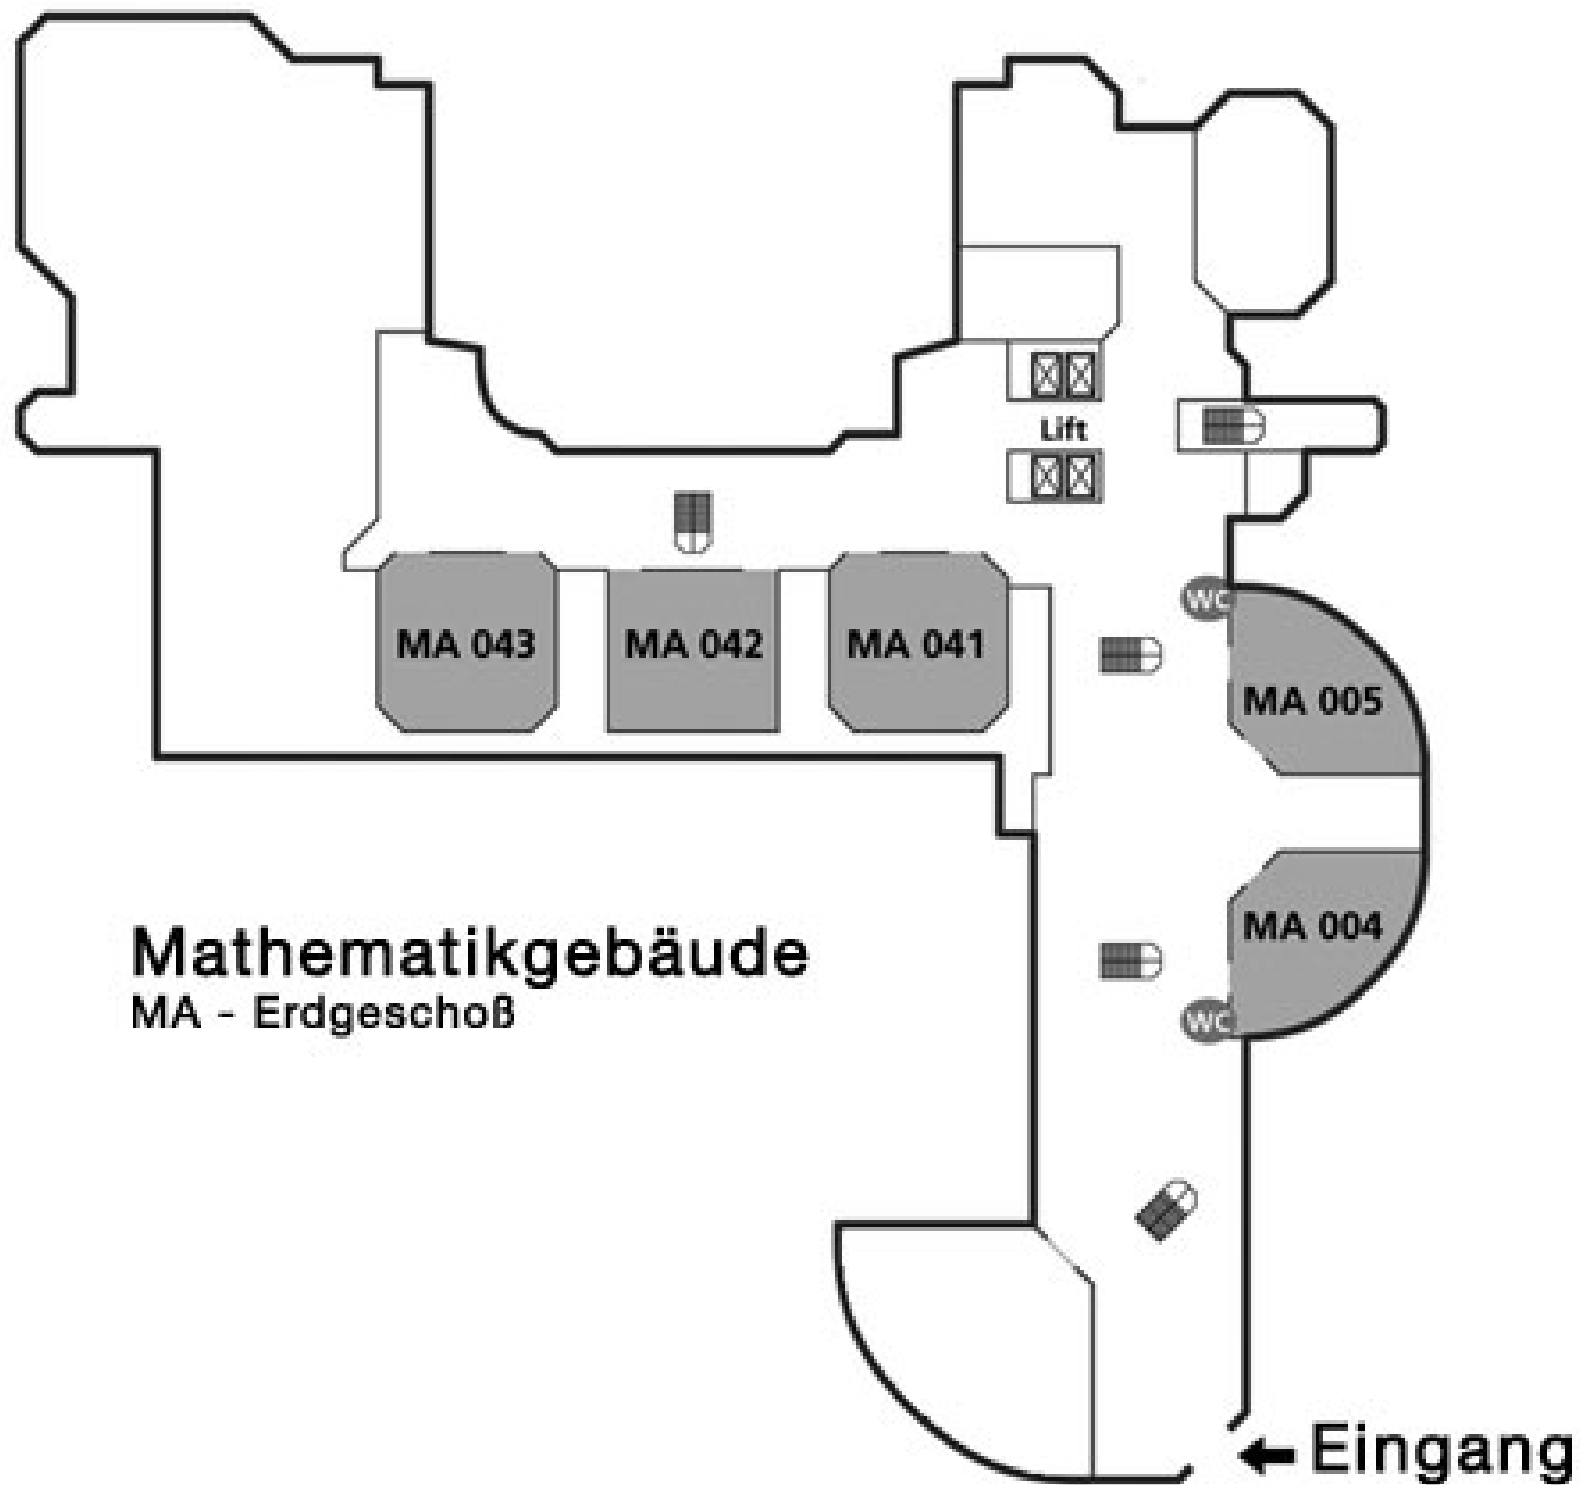 Lift
WC
MA 043 MA 042 MA 041
MA 005
MA 004
Mathematikgebäude
MA - Erdgeschoß
WC
Eingang